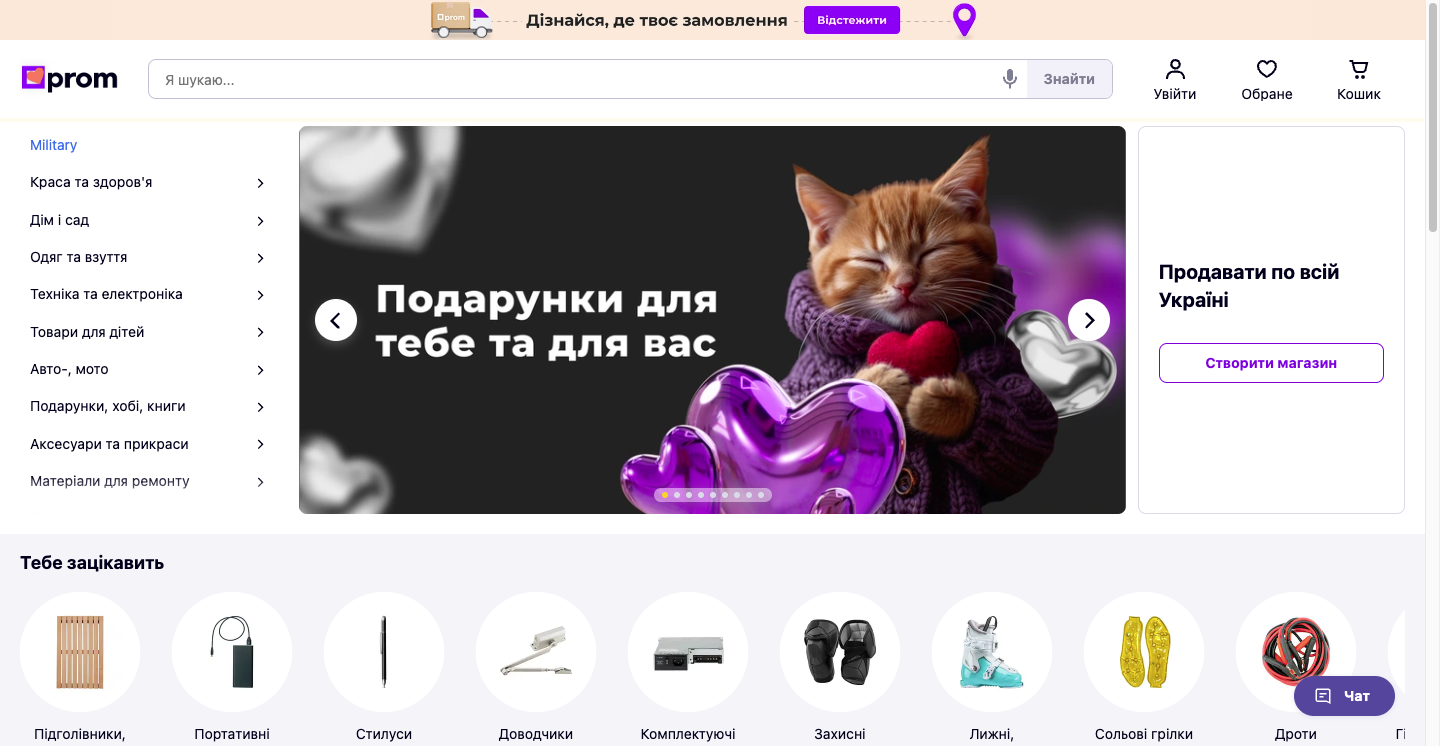 prom
Дізнайся, де твоє замовлення
Відстежити
prom
Я шукаю...
Знайти
Увійти
Обране
Кошик
Military
Краса та здоров'я
Дім і сад
Одяг та взуття
Техніка та електроніка
Товари для дітей
Авто-, мото
Подарунки, хобі, книги
Аксесуари та прикраси
Матеріали для ремонту
Подарунки для
тебе та для вас
Продавати по всій
Україні
Створити магазин
Тебе зацікавить
Підголівники,
Портативні
Стилуси
Доводчики
Комплектуючі
Захисні
Лижні,
Сольові грілки
Дроти
Чат